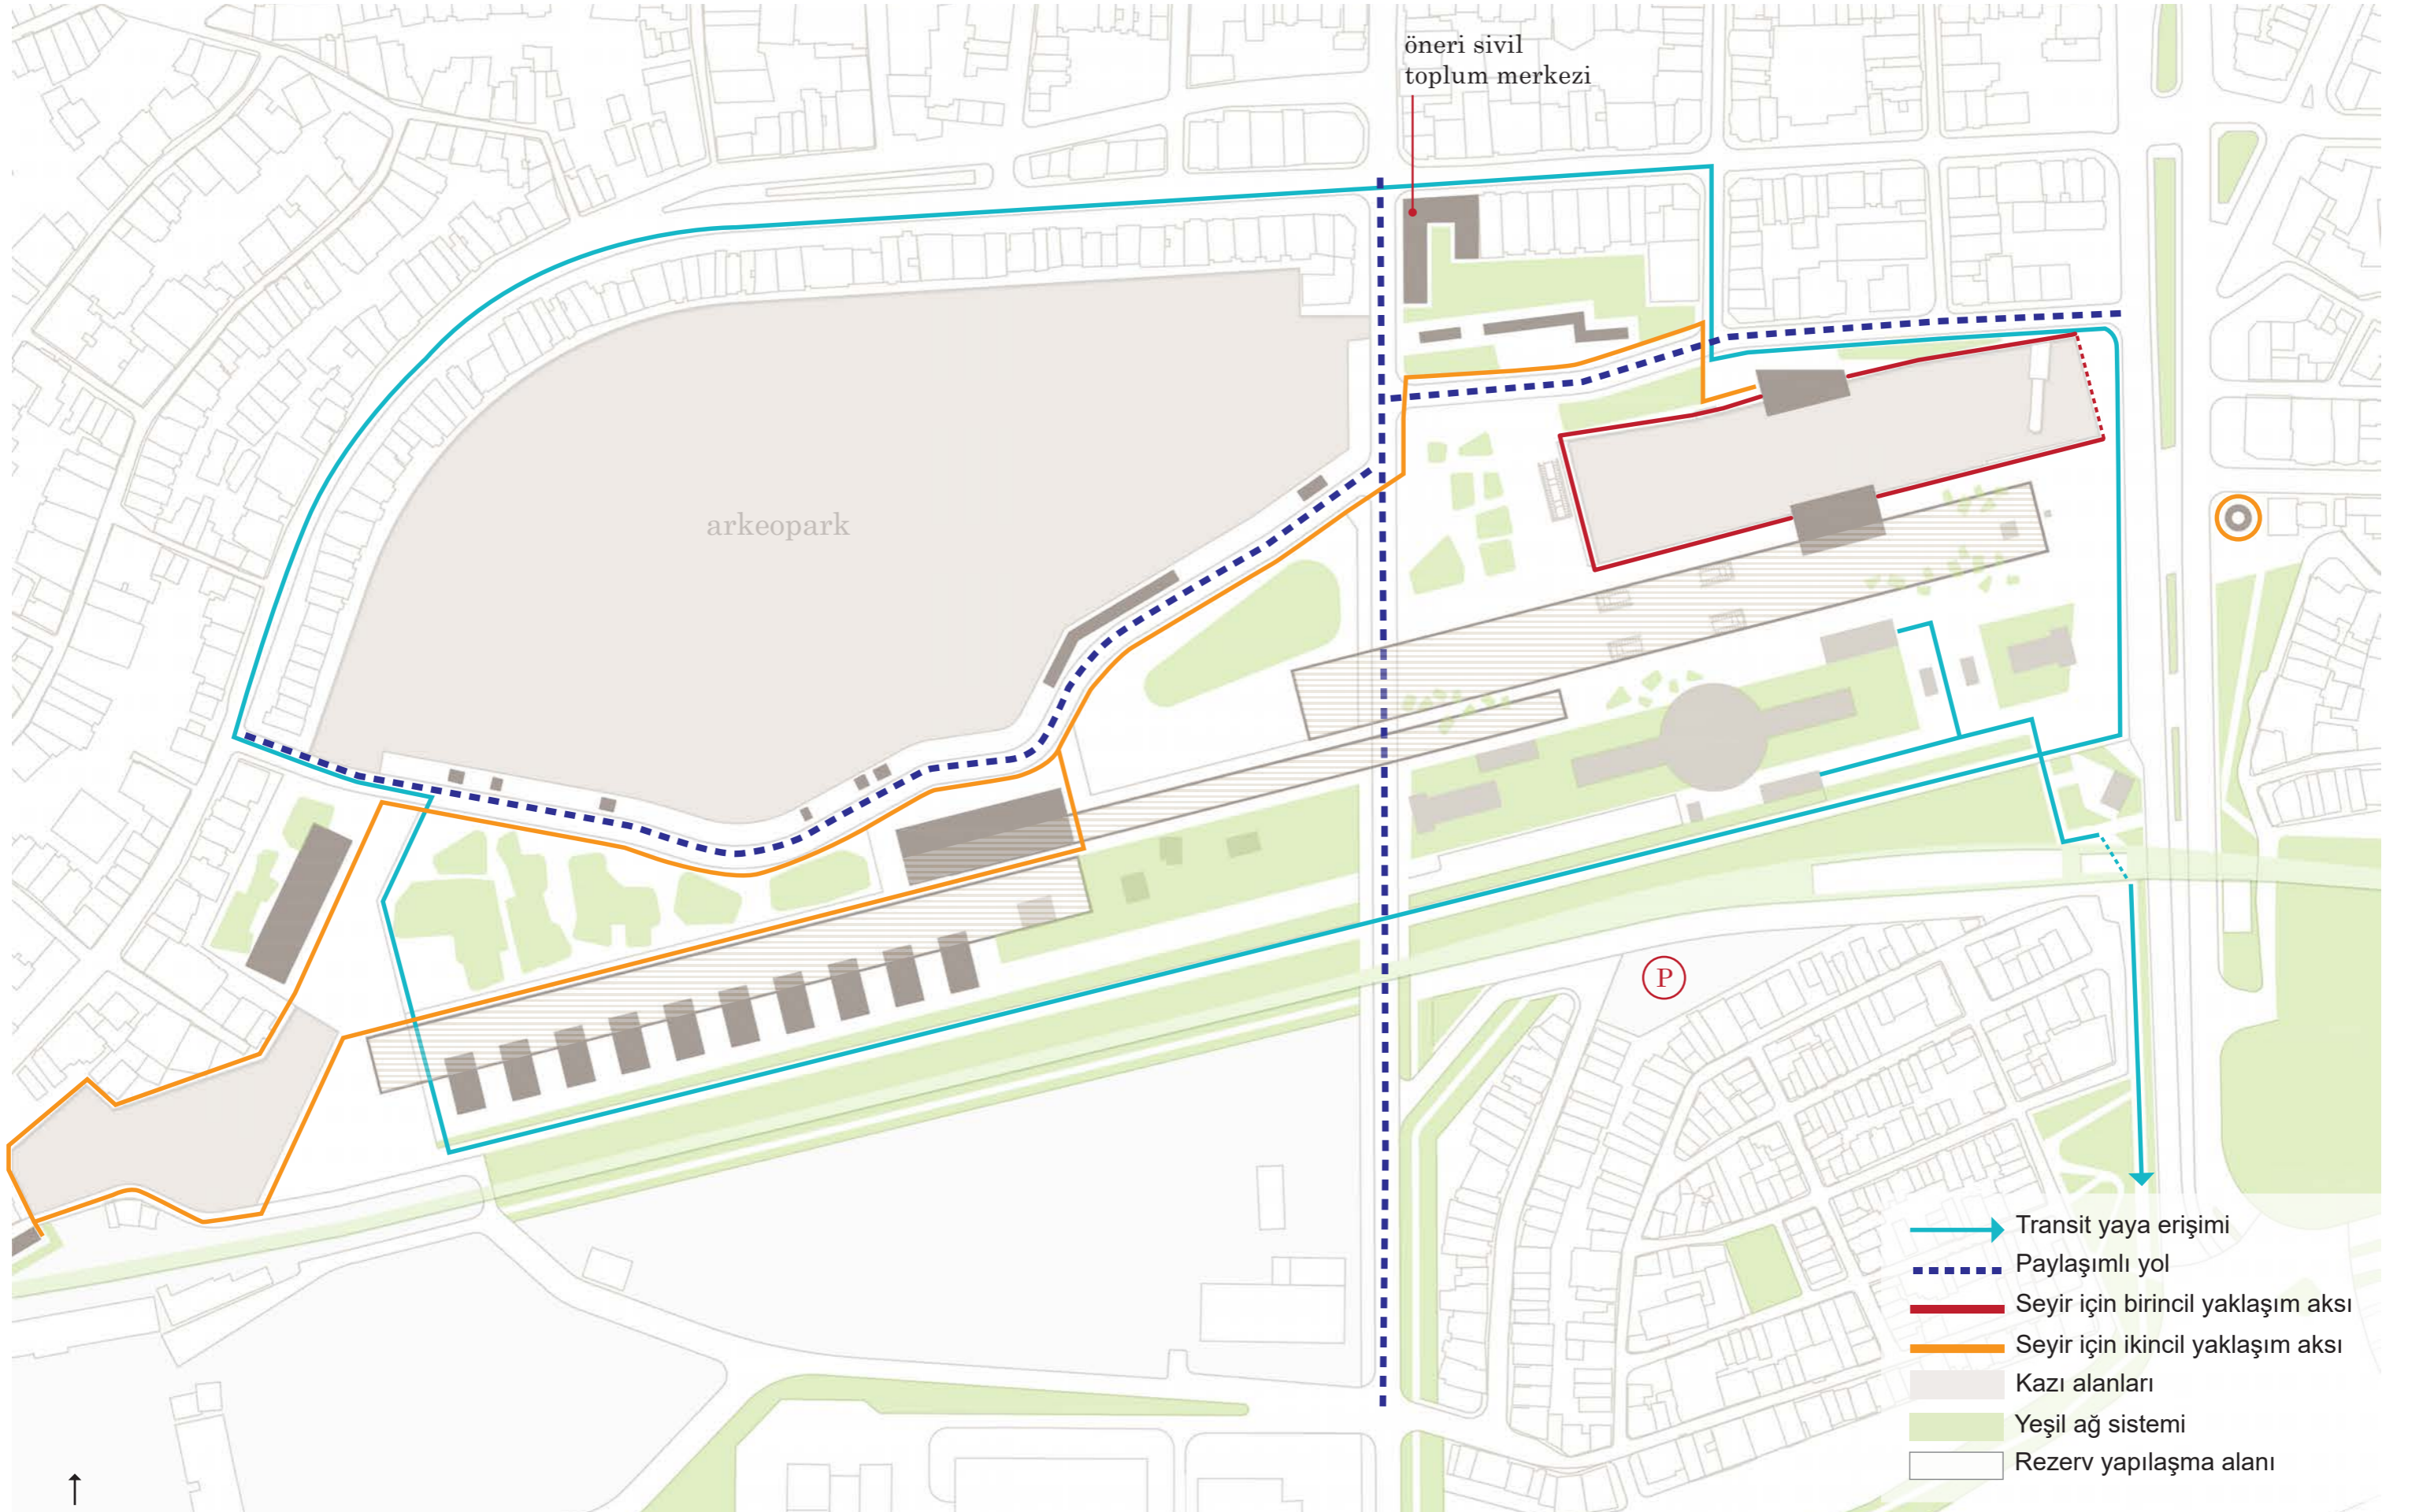 öneri sivil
toplum merkezi
arkeopark
P
Transit yaya erişimi
Paylaşımlı yol
Seyir için birincil yaklaşım aksı
Seyir için ikincil yaklaşım aksı
Kazı alanları
Yeşil ağ sistemi
Rezerv yapılaşma alanı